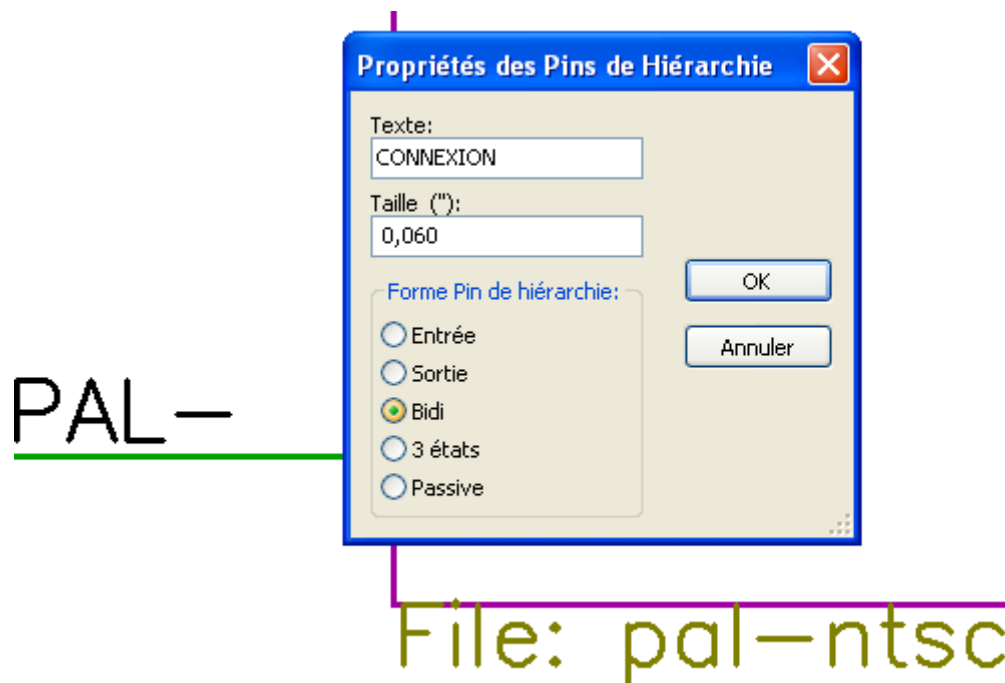 Propriétés des Pins de Hiérarchie
Texte:
CONNEXION
Taille ("):
0,060
Forme Pin de hiérarchie:
Entrée
Sortie
Bidi
3 états
Passive
OK
Annuler
PAL-
File: pal-ntsc